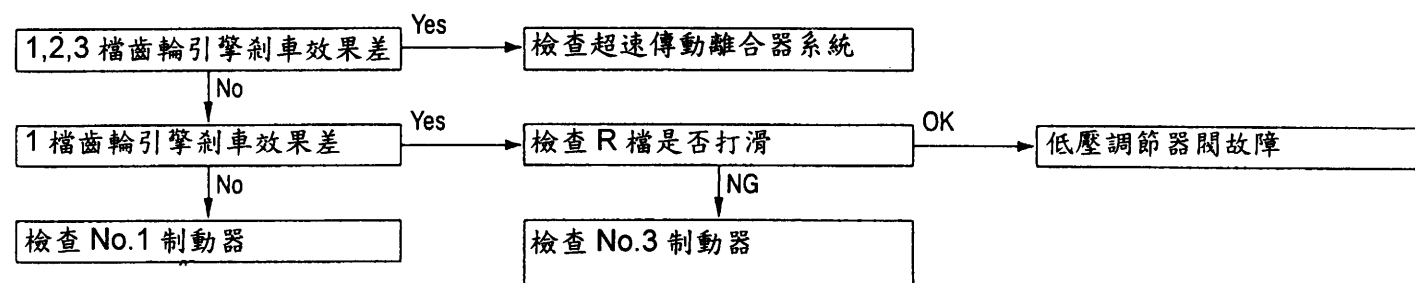 1,2,3 檔齒輪引擎剎車效果差
Yes
檢查超速傳動離合器系統
No
1 檔齒輪引擎剎車效果差
Yes
檢查 R 檔是否打滑
OK
低壓調節器閥故障
No
NG
檢查 No.1 制動器
檢查 No.3 制動器